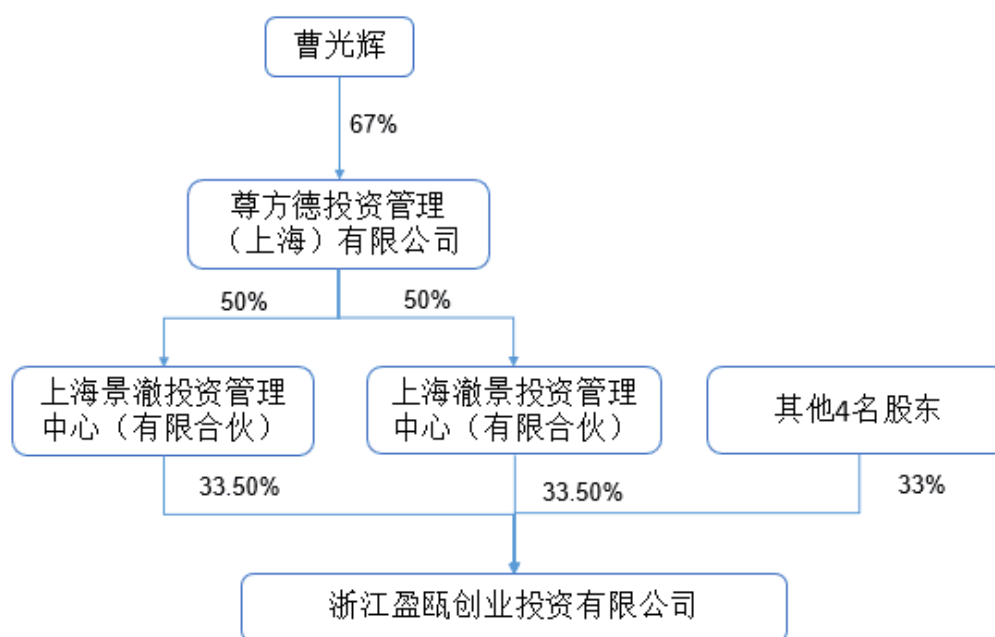 曹光辉
67%
尊方德投资管理
（上海）有限公司
50%
50%
上海景澈投资管理
中心（有限合伙）
上海澈景投资管理
中心（有限合伙）
其他4名股东
33.50%
33.50%
33%
浙江盈瓯创业投资有限公司